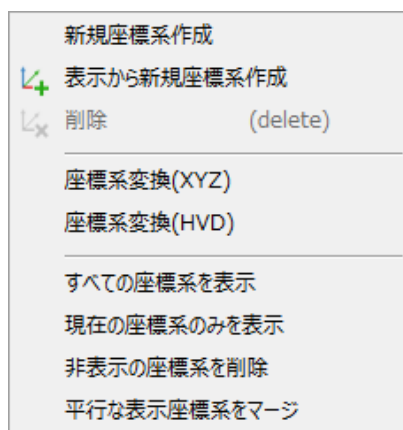 新規座標系作成
表示から新規座標系作成
削除 (delete)
座標系変換(XYZ)
座標系変換(HVD)
すべての座標系を表示
現在の座標系のみを表示
非表示の座標系を削除
平行な表示座標系をマージ